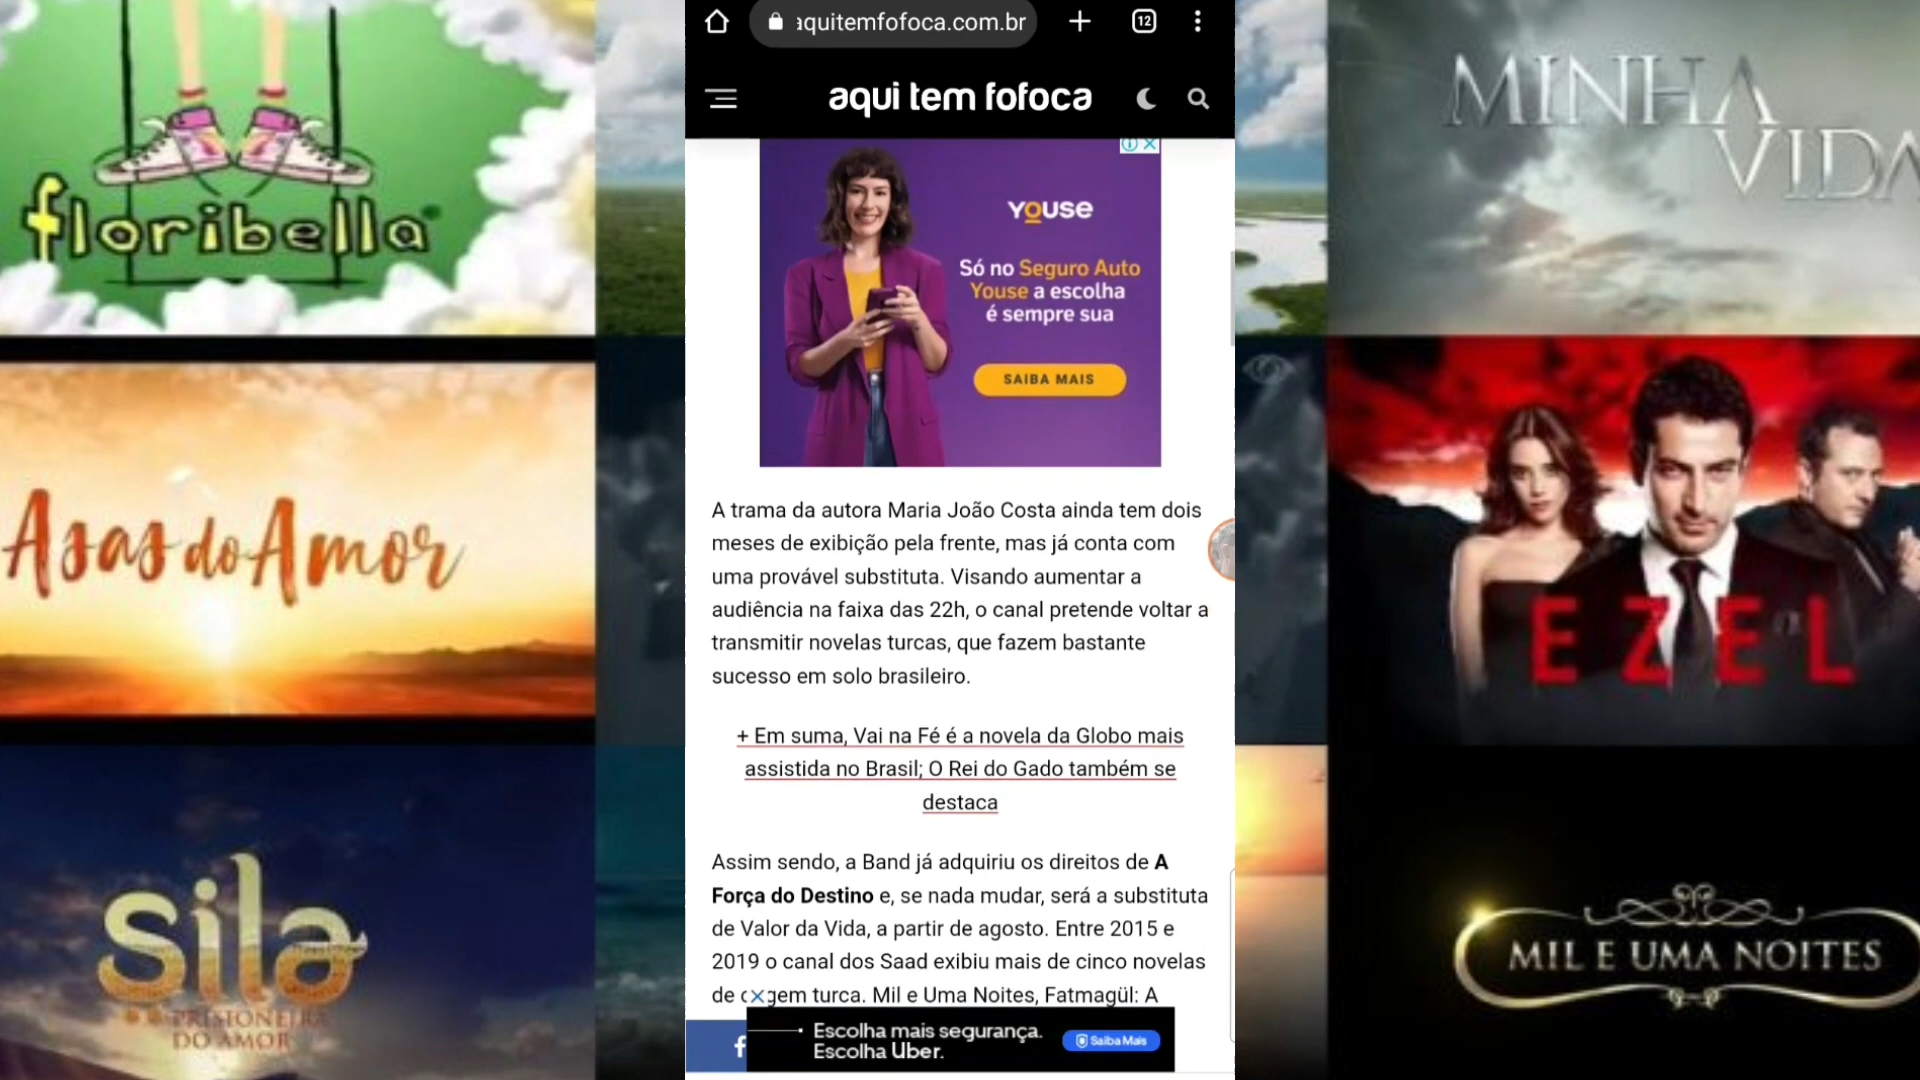 floribella
Asas do Amor
sila
PRISIONEIRA
DO AMOR
aquitemfofoca.com.br
12
aqui tem fofoca
Youse
Só no Seguro Auto
Youse a escolha
é sempre sua
SAIBA MAIS
A trama da autora Maria João Costa ainda tem dois
meses de exibição pela frente, mas já conta com
uma provável substituta. Visando aumentar a
audiência na faixa das 22h, o canal pretende voltar a
transmitir novelas turcas, que fazem bastante
sucesso em solo brasileiro.
+ Em suma, Vai na Fé é a novela da Globo mais
assistida no Brasil; O Rei do Gado também se
destaca
Assim sendo, a Band já adquiriu os direitos de A
Força do Destino e, se nada mudar, será a substituta
de Valor da Vida, a partir de agosto. Entre 2015 e
2019 o canal dos Saad exibiu mais de cinco novelas
de origem turca. Mil e Uma Noites, Fatmagül: A
Escolha mais segurança.
Escolha Uber.
Saiba Mais
MINHA
VIDA
EZEL
MIL E UMA NOITES